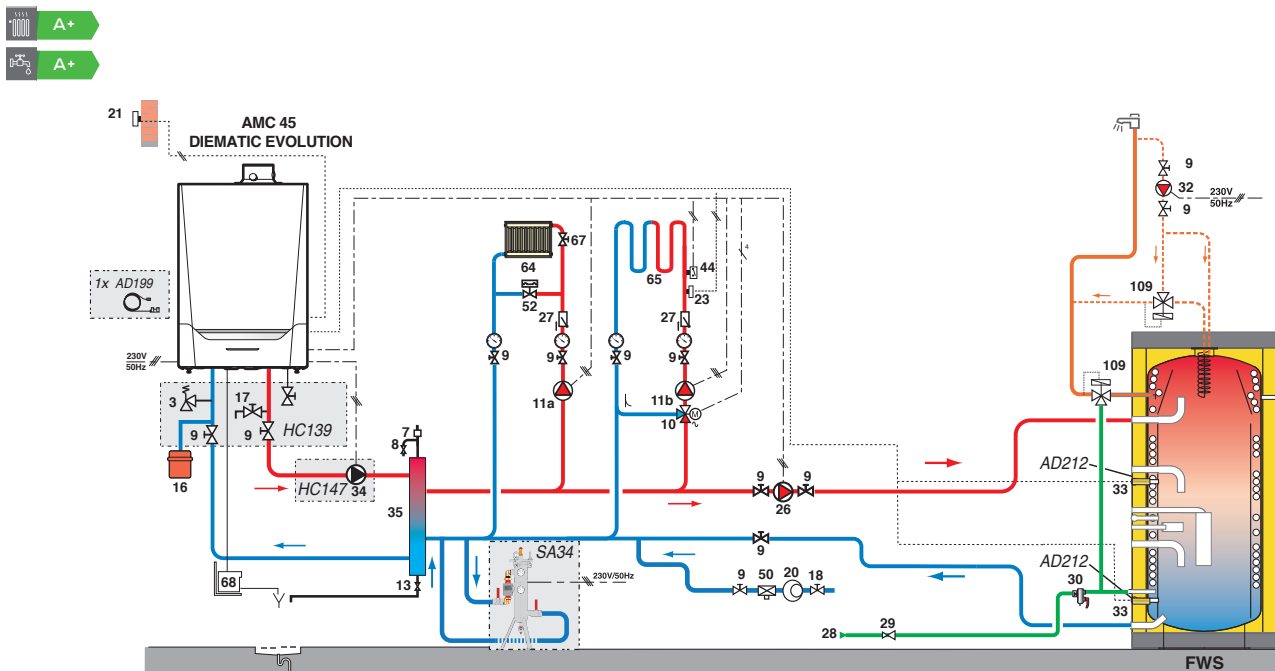 A+
A+
21
AMC 45
DIEMATIC EVOLUTION
1x AD199
230V
50Hz
3
17
9
9
HC139
16
HC147
34
7
8
35
13
68
64
67
52
27
9
9
11a
65
44
23
27
9
9
11b
10
M
4
9
9
26
9
SA34
230V/50Hz
9
50
20
18
28
29
30
9
32
9
230V
50Hz
109
109
AD212
33
AD212
33
FWS